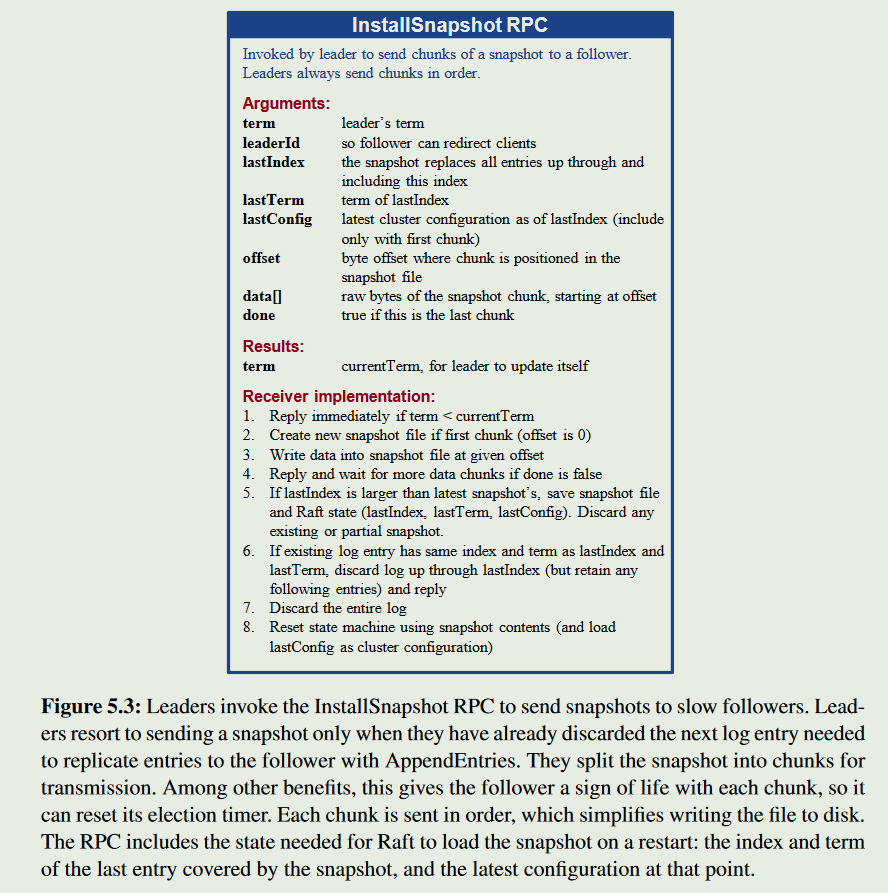 InstallSnapshot RPC
Invoked by leader to send chunks of a snapshot to a follower.
Leaders always send chunks in order.
Arguments:
term leader's term
leaderId so follower can redirect clients
lastIndex the snapshot replaces all entries up through and
including this index
lastTerm term of lastIndex
lastConfig latest cluster configuration as of lastIndex (include
only with first chunk)
offset byte offset where chunk is positioned in the
snapshot file
data[] raw bytes of the snapshot chunk, starting at offset
done true if this is the last chunk
Results:
term currentTerm, for leader to update itself
Receiver implementation:
1. Reply immediately if term < currentTerm
2. Create new snapshot file if first chunk (offset is 0)
3. Write data into snapshot file at given offset
4. Reply and wait for more data chunks if done is false
5. If lastIndex is larger than latest snapshot's, save snapshot file
and Raft state (lastIndex, lastTerm, lastConfig). Discard any
existing or partial snapshot.
6. If existing log entry has same index and term as lastIndex and
lastTerm, discard log up through lastIndex (but retain any
following entries) and reply
7. Discard the entire log
8. Reset state machine using snapshot contents (and load
lastConfig as cluster configuration)
Figure 5.3: Leaders invoke the InstallSnapshot RPC to send snapshots to slow followers. Lead-
ers resort to sending a snapshot only when they have already discarded the next log entry needed
to replicate entries to the follower with AppendEntries. They split the snapshot into chunks for
transmission. Among other benefits, this gives the follower a sign of life with each chunk, so it
can reset its election timer. Each chunk is sent in order, which simplifies writing the file to disk.
The RPC includes the state needed for Raft to load the snapshot on a restart: the index and term
of the last entry covered by the snapshot, and the latest configuration at that point.